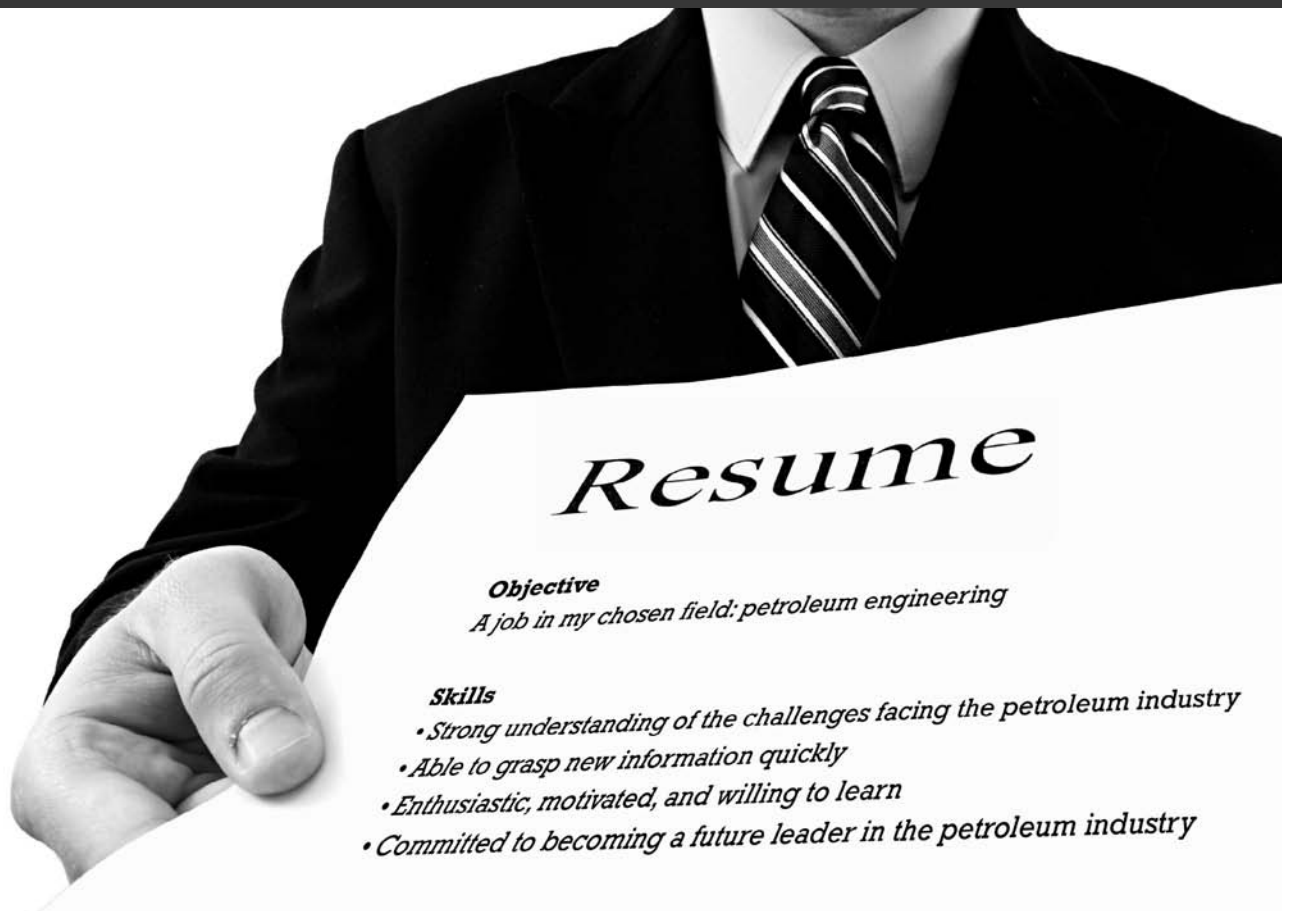 Resume
Objective
A job in my chosen field: petroleum engineering
Skills
• Strong understanding of the challenges facing the petroleum industry
• Able to grasp new information quickly
• Enthusiastic, motivated, and willing to learn
• Committed to becoming a future leader in the petroleum industry